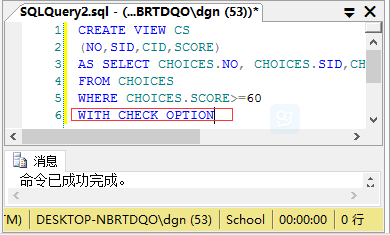 SQLQuery2.sql - (...BRTDQO\dgn (53))*
1 CREATE VIEW CS
2 (NO,SID,CID,SCORE)
3 AS SELECT CHOICES.NO, CHOICES.SID,CH
4 FROM CHOICES
5 WHERE CHOICES.SCORE>=60
6 WITH CHECK OPTION
消息
命令已成功完成。
TM) DESKTOP-NBRTDQO\dgn (53) School 00:00:00 0 行